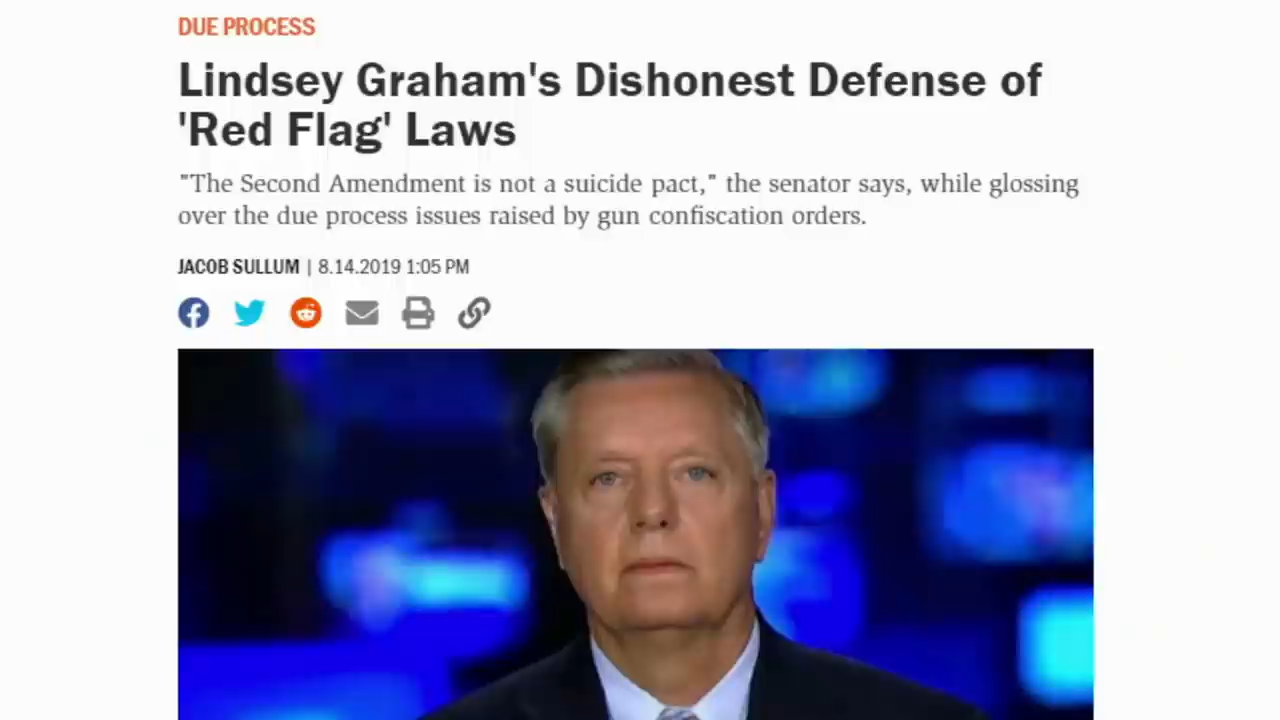 DUE PROCESS
Lindsey Graham's Dishonest Defense of
'Red Flag' Laws
"The Second Amendment is not a suicide pact," the senator says, while glossing
over the due process issues raised by gun confiscation orders.
JACOB SULLUM | 8.14.2019 1:05 PM